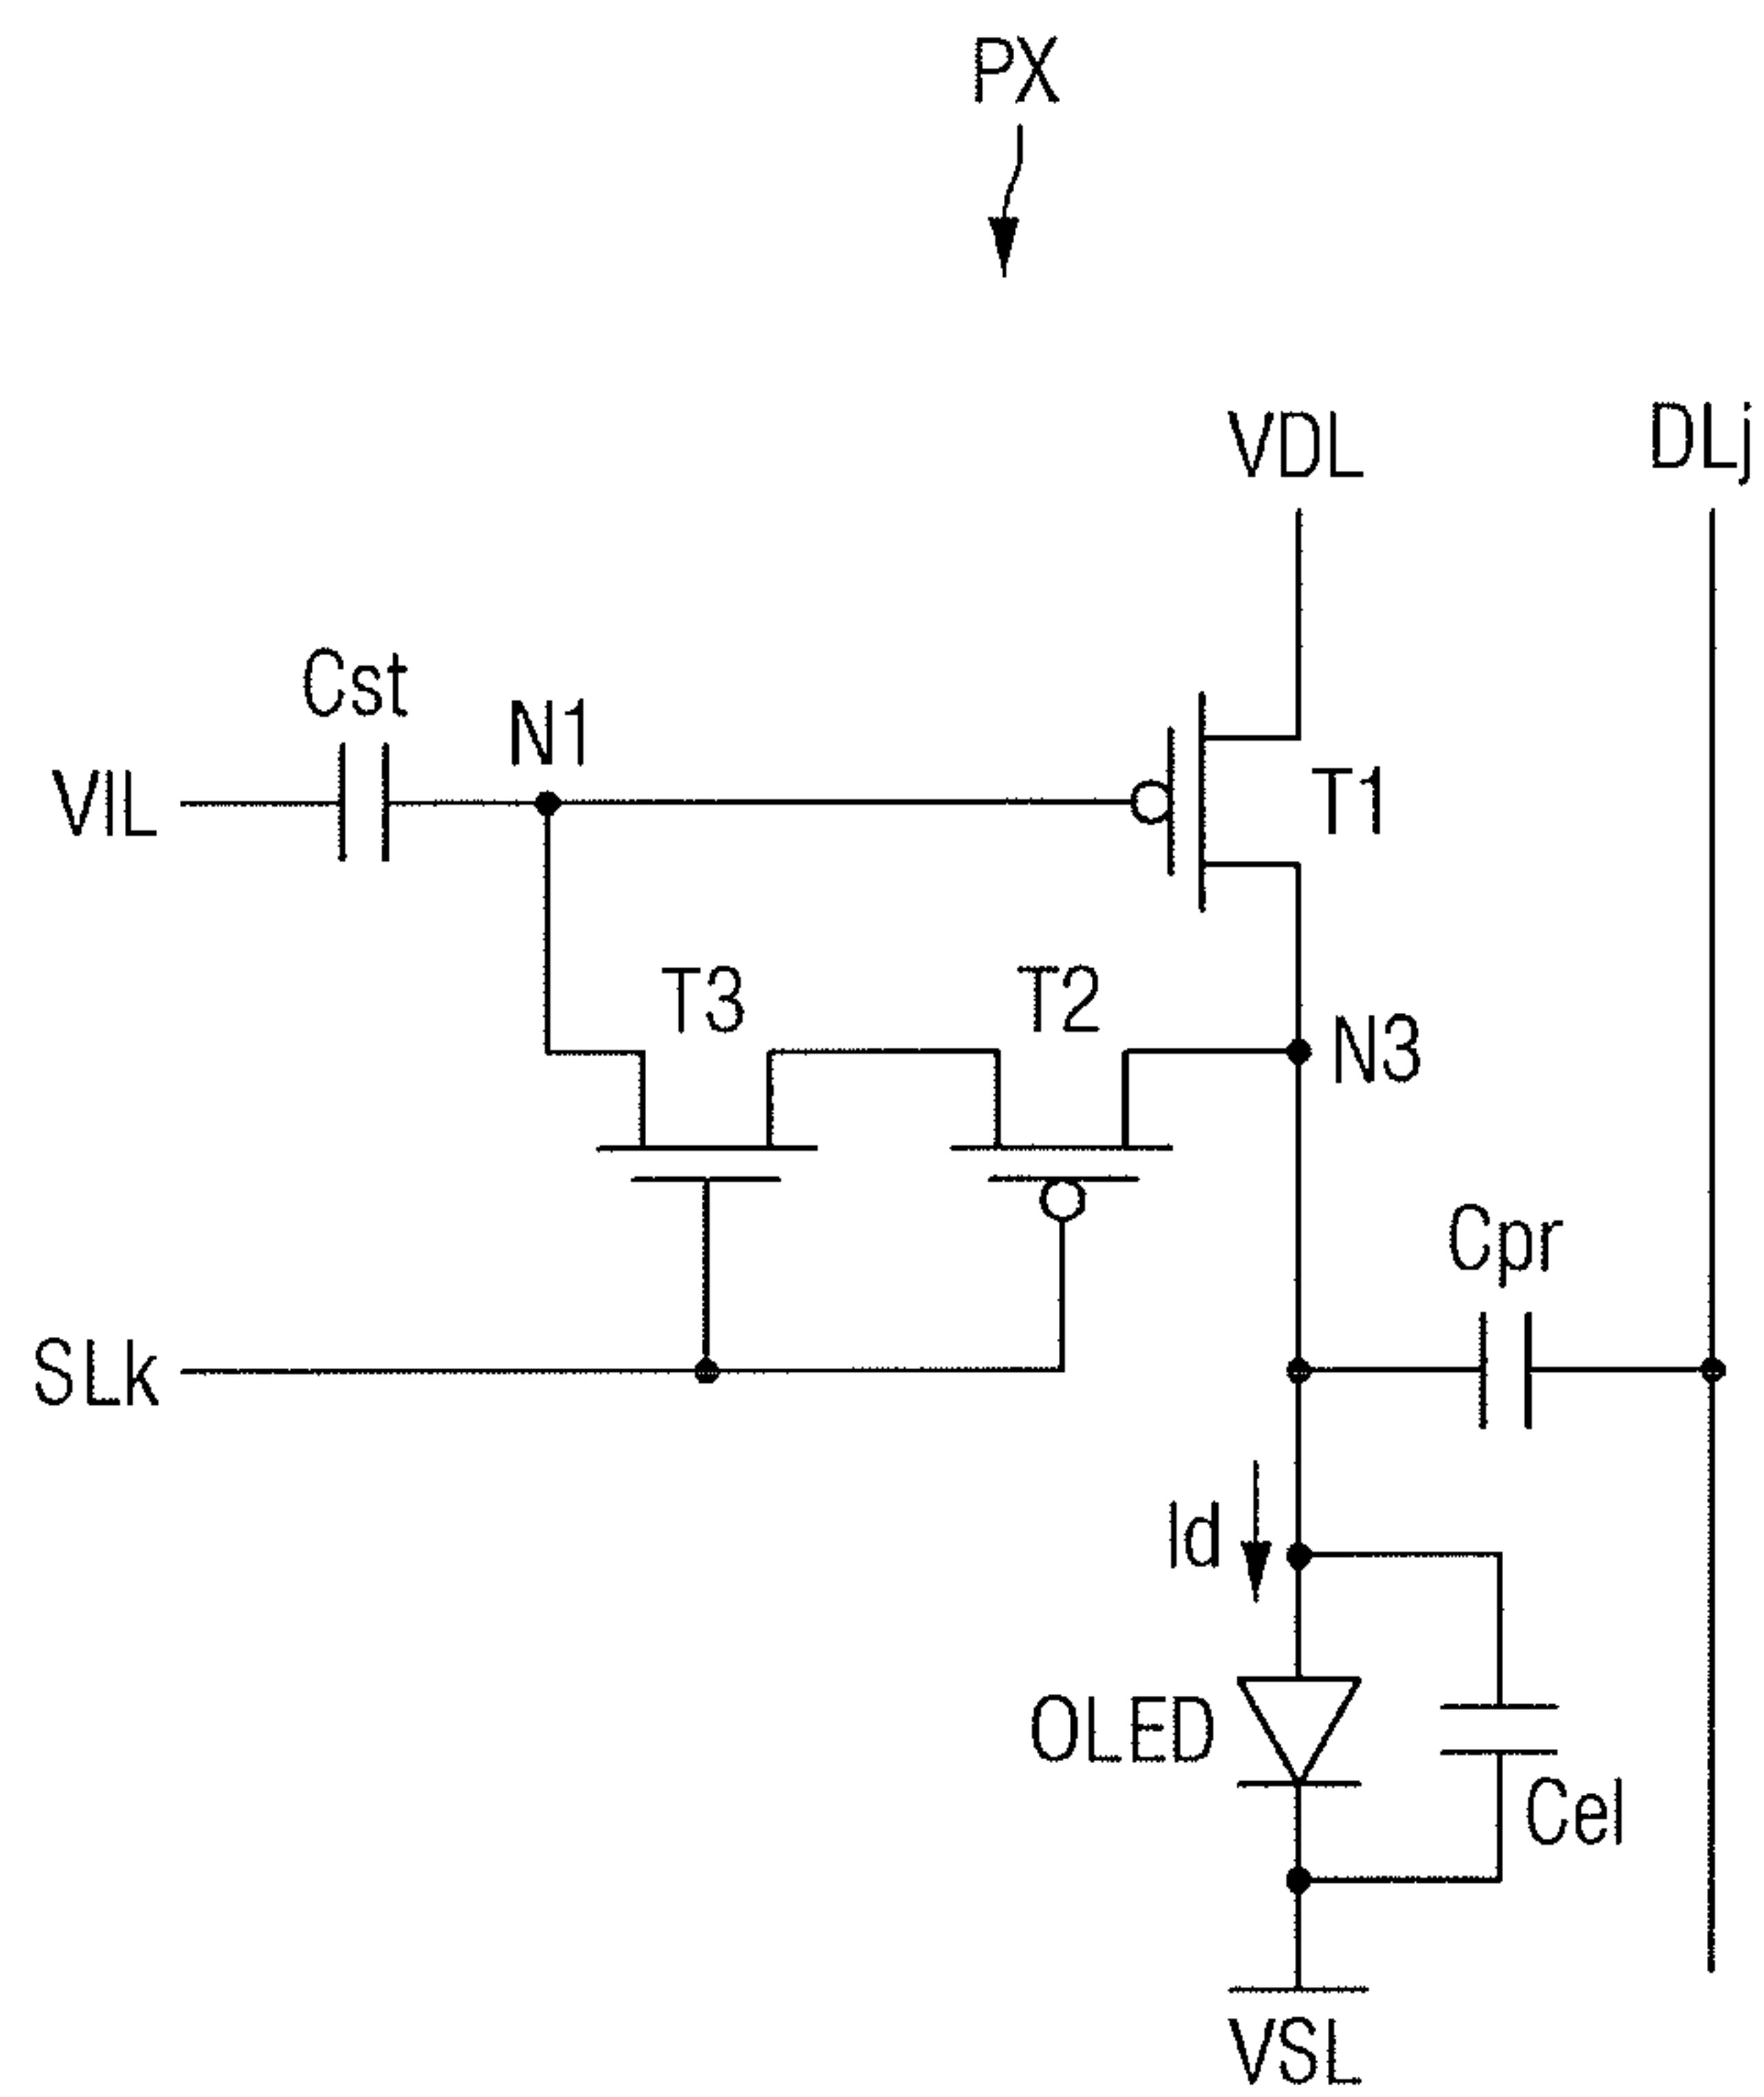 PX
VDL
DLj
Cst
N1
VIL
T1
T3
T2
N3
Cpr
SLk
Id
OLED
Cel
VSL